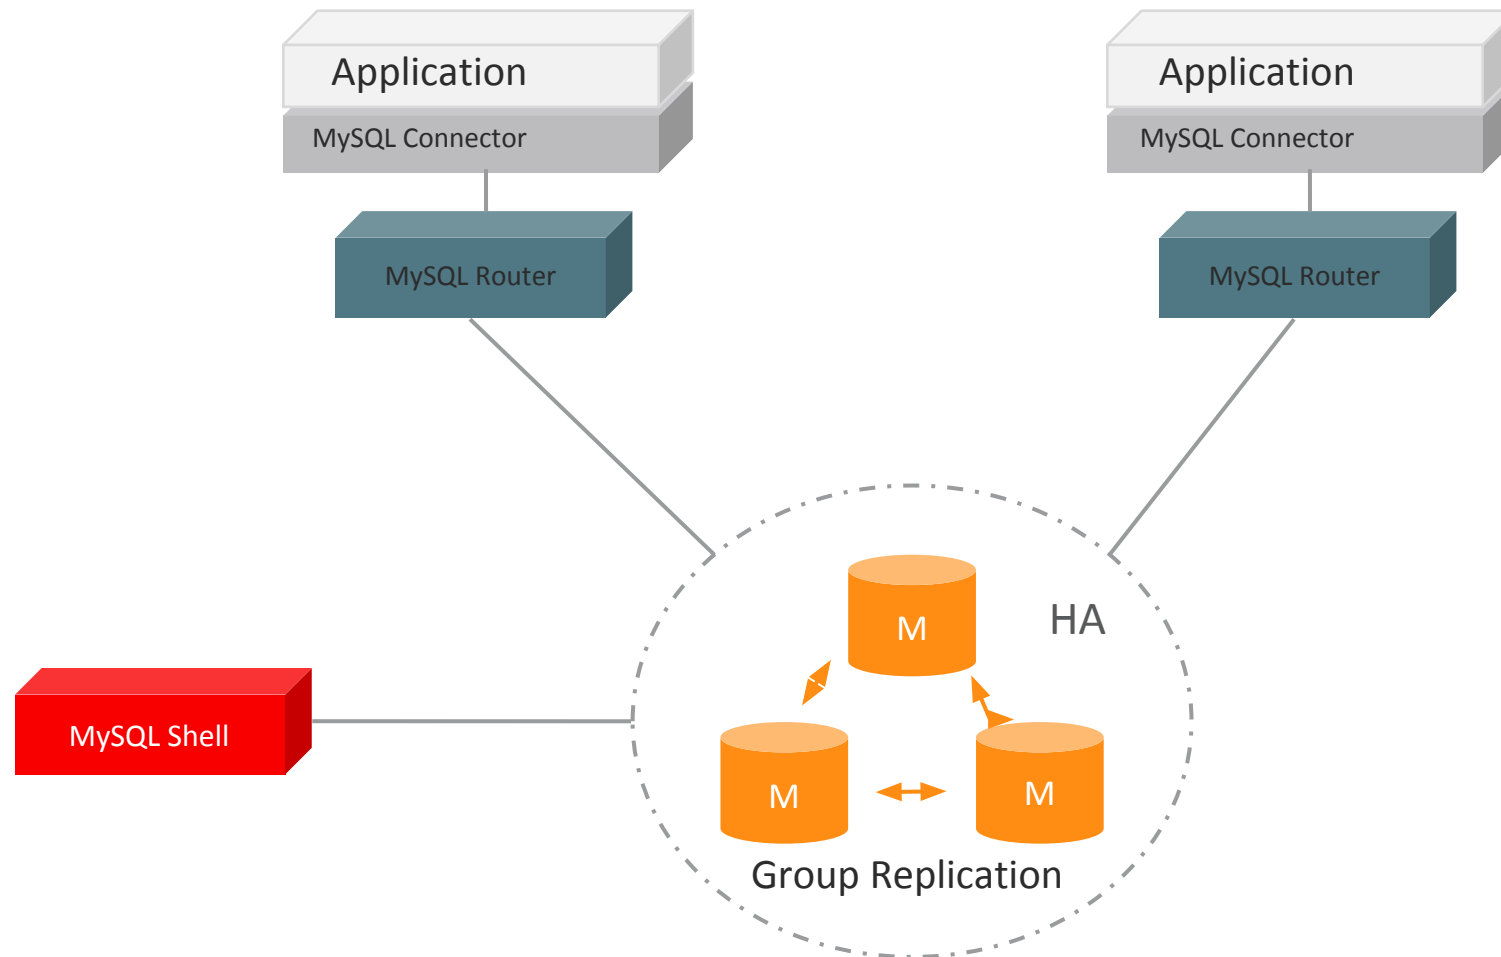 Application
MySQL Connector
MySQL Router
Application
MySQL Connector
MySQL Router
M
HA
MySQL Shell
M
M
Group Replication